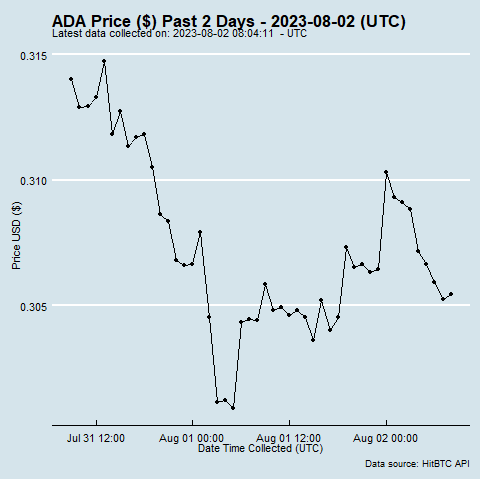 ADA Price ($) Past 2 Days - 2023-08-02 (UTC)
Latest data collected on: 2023-08-02 08:04:11  - UTC
0.315
0.310
0.305
Price USD ($)
Jul 31 12:00
Aug 01 00:00
Aug 01 12:00
Aug 02 00:00
Date Time Collected (UTC)
Data source: HitBTC API